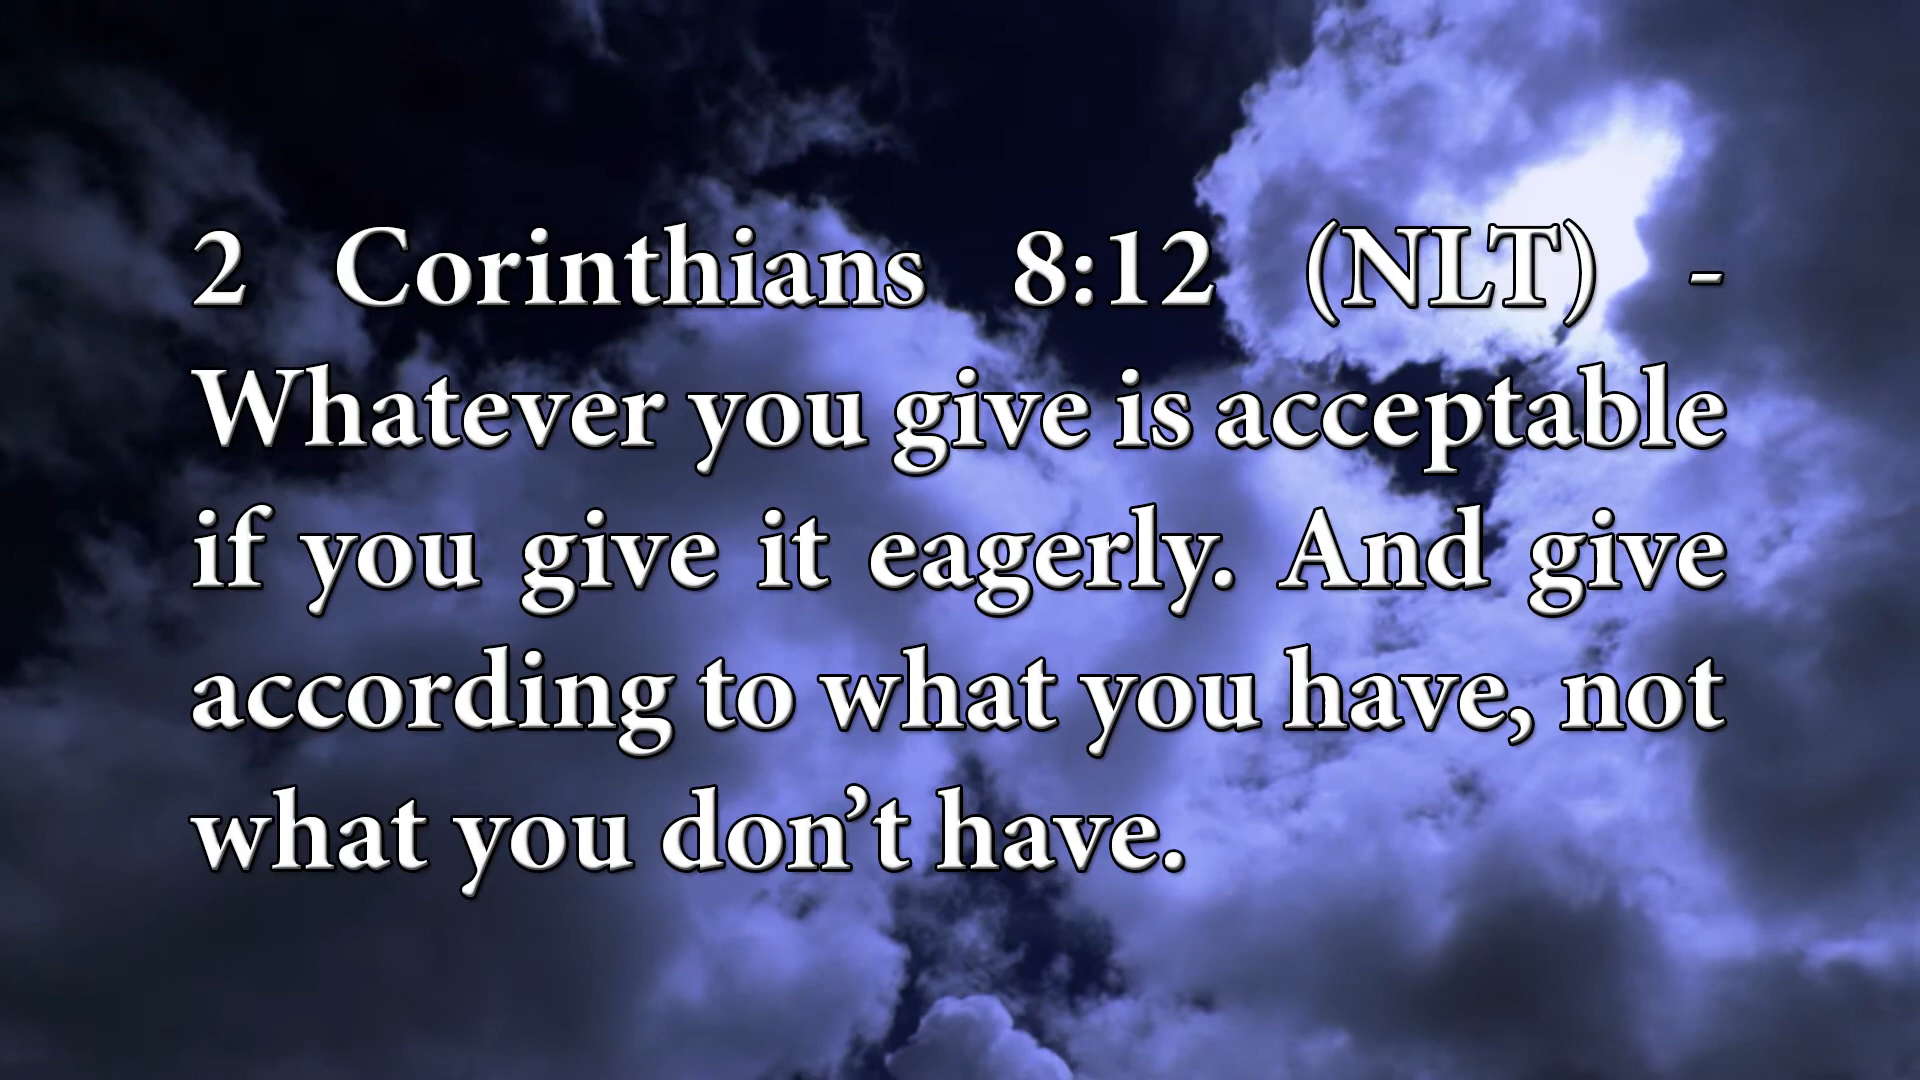 2 Corinthians 8:12 (NLT) -
Whatever you give is acceptable
if you give it eagerly. And give
according to what you have, not
what you don’t have.